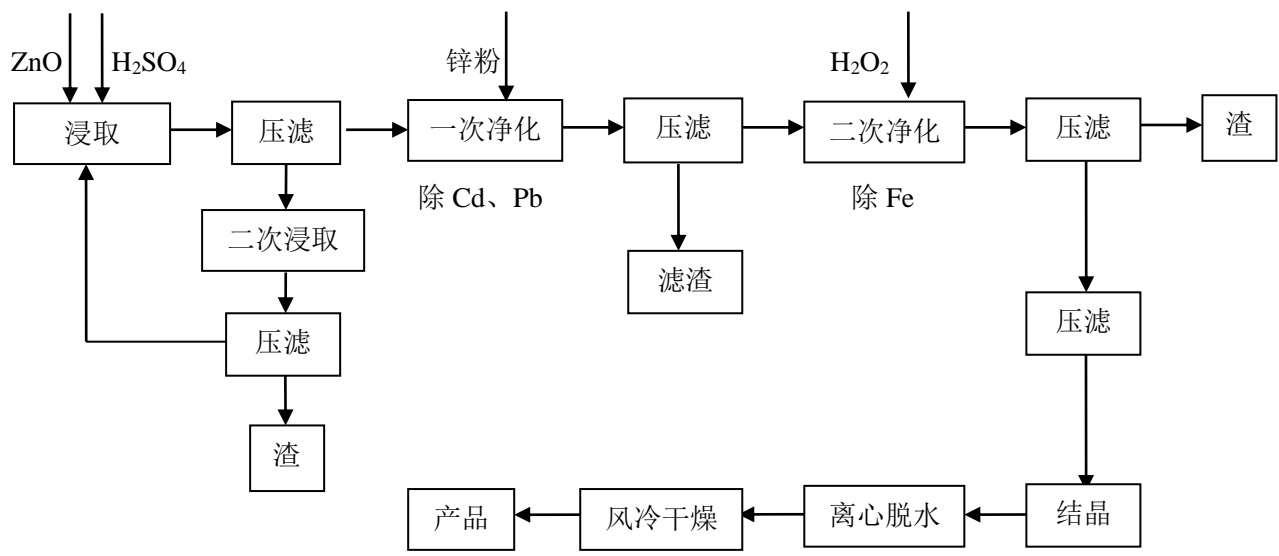 ZnO
H₂SO₄
锌粉
H₂O₂
浸取
压滤
一次净化
压滤
二次净化
压滤
渣
除 Cd、Pb
除 Fe
二次浸取
滤渣
压滤
压滤
渣
产品
风冷干燥
离心脱水
结晶